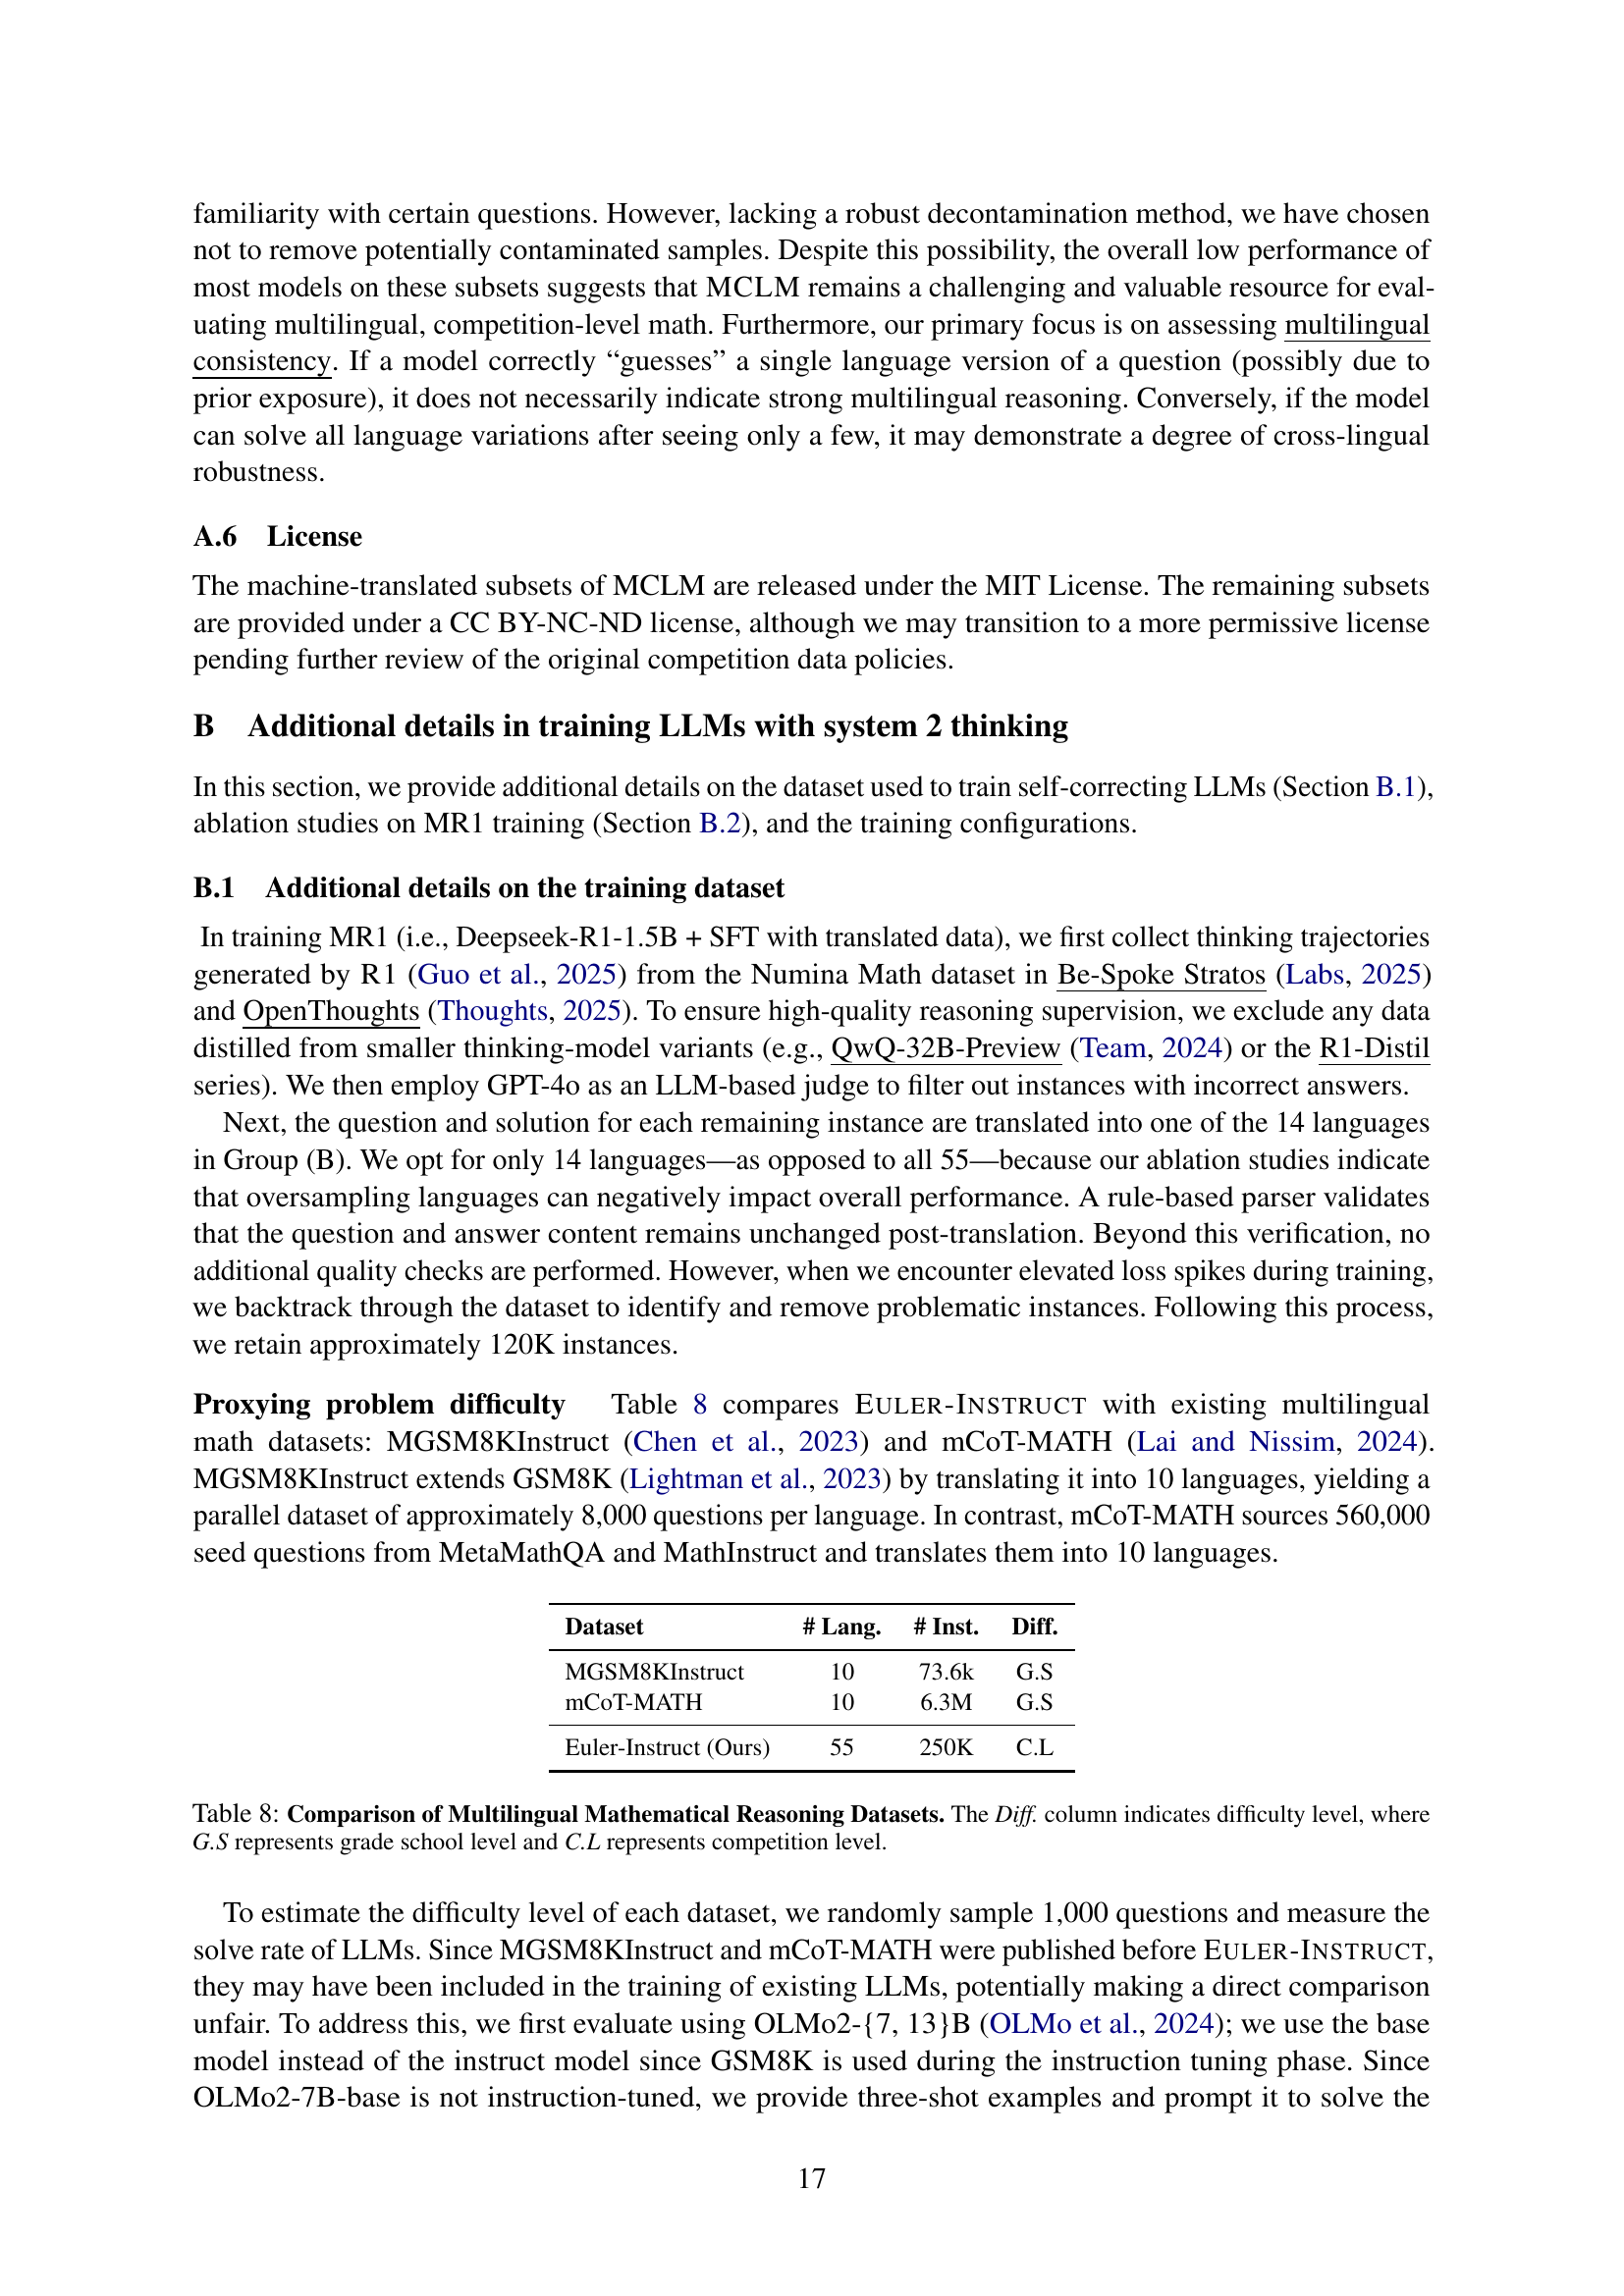 familiarity with certain questions. However, lacking a robust decontamination method, we have chosen
not to remove potentially contaminated samples. Despite this possibility, the overall low performance of
most models on these subsets suggests that MCLM remains a challenging and valuable resource for eval-
uating multilingual, competition-level math. Furthermore, our primary focus is on assessing multilingual
consistency. If a model correctly “guesses” a single language version of a question (possibly due to
prior exposure), it does not necessarily indicate strong multilingual reasoning. Conversely, if the model
can solve all language variations after seeing only a few, it may demonstrate a degree of cross-lingual
robustness.
A.6 License
The machine-translated subsets of MCLM are released under the MIT License. The remaining subsets
are provided under a CC BY-NC-ND license, although we may transition to a more permissive license
pending further review of the original competition data policies.
B Additional details in training LLMs with system 2 thinking
In this section, we provide additional details on the dataset used to train self-correcting LLMs (Section B.1),
ablation studies on MR1 training (Section B.2), and the training configurations.
B.1 Additional details on the training dataset
In training MR1 (i.e., Deepseek-R1-1.5B + SFT with translated data), we first collect thinking trajectories
generated by R1 (Guo et al., 2025) from the Numina Math dataset in Be-Spoke Stratos (Labs, 2025)
and OpenThoughts (Thoughts, 2025). To ensure high-quality reasoning supervision, we exclude any data
distilled from smaller thinking-model variants (e.g., QwQ-32B-Preview (Team, 2024) or the R1-Distil
series). We then employ GPT-4o as an LLM-based judge to filter out instances with incorrect answers.
Next, the question and solution for each remaining instance are translated into one of the 14 languages
in Group (B). We opt for only 14 languages—as opposed to all 55—because our ablation studies indicate
that oversampling languages can negatively impact overall performance. A rule-based parser validates
that the question and answer content remains unchanged post-translation. Beyond this verification, no
additional quality checks are performed. However, when we encounter elevated loss spikes during training,
we backtrack through the dataset to identify and remove problematic instances. Following this process,
we retain approximately 120K instances.
Proxying problem difficulty Table 8 compares EULER-INSTRUCT with existing multilingual
math datasets: MGSM8KInstruct (Chen et al., 2023) and mCoT-MATH (Lai and Nissim, 2024).
MGSM8KInstruct extends GSM8K (Lightman et al., 2023) by translating it into 10 languages, yielding a
parallel dataset of approximately 8,000 questions per language. In contrast, mCoT-MATH sources 560,000
seed questions from MetaMathQA and MathInstruct and translates them into 10 languages.
Dataset # Lang. # Inst. Diff.
MGSM8KInstruct 10 73.6k G.S
mCoT-MATH 10 6.3M G.S
Euler-Instruct (Ours) 55 250K C.L
Table 8: Comparison of Multilingual Mathematical Reasoning Datasets. The Diff. column indicates difficulty level, where
G.S represents grade school level and C.L represents competition level.
To estimate the difficulty level of each dataset, we randomly sample 1,000 questions and measure the
solve rate of LLMs. Since MGSM8KInstruct and mCoT-MATH were published before EULER-INSTRUCT,
they may have been included in the training of existing LLMs, potentially making a direct comparison
unfair. To address this, we first evaluate using OLMo2-{7, 13}B (OLMo et al., 2024); we use the base
model instead of the instruct model since GSM8K is used during the instruction tuning phase. Since
OLMo2-7B-base is not instruction-tuned, we provide three-shot examples and prompt it to solve the
17